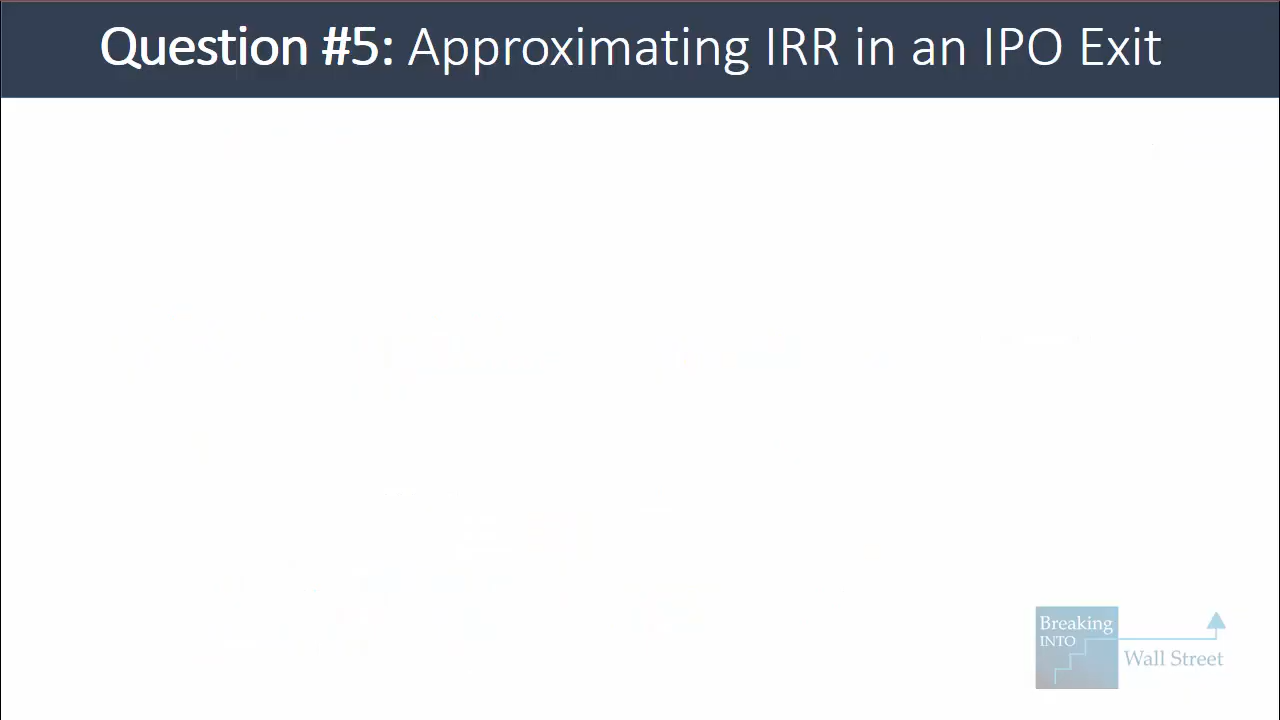 Question #5: Approximating IRR in an IPO Exit
Breaking
INTO
Wall Street